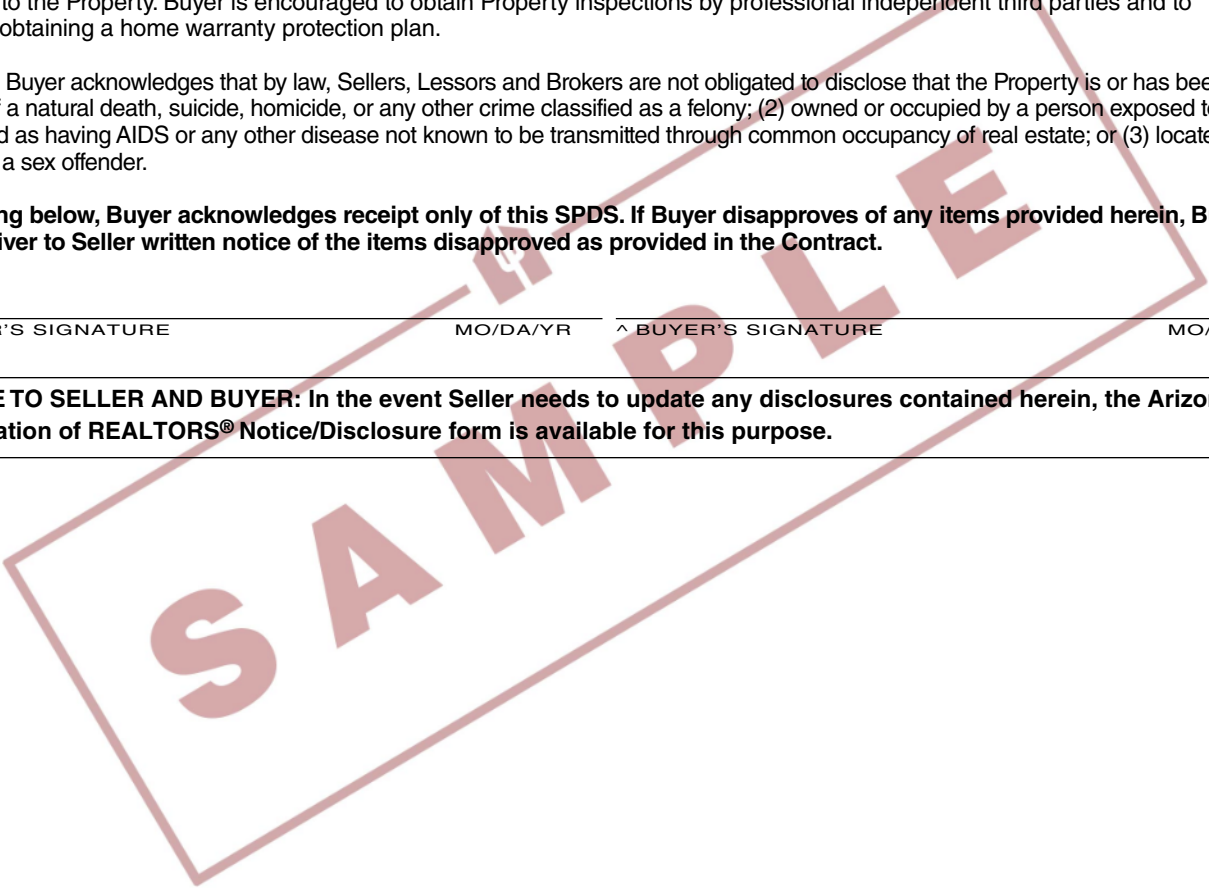 to the Property. Buyer is encouraged to obtain Property inspections by professional independent third parties and to
obtaining a home warranty protection plan.
Buyer acknowledges that by law, Sellers, Lessors and Brokers are not obligated to disclose that the Property is or has bee
f a natural death, suicide, homicide, or any other crime classified as a felony; (2) owned or occupied by a person exposed t
d as having AIDS or any other disease not known to be transmitted through common occupancy of real estate; or (3) locate
a sex offender.
ng below, Buyer acknowledges receipt only of this SPDS. If Buyer disapproves of any items provided herein, B
iver to Seller written notice of the items disapproved as provided in the Contract.
'S SIGNATURE MO/DA/YR ^ BUYER'S SIGNATURE MO/
E TO SELLER AND BUYER: In the event Seller needs to update any disclosures contained herein, the Arizo
ation of REALTORS® Notice/Disclosure form is available for this purpose.
SAMPLE